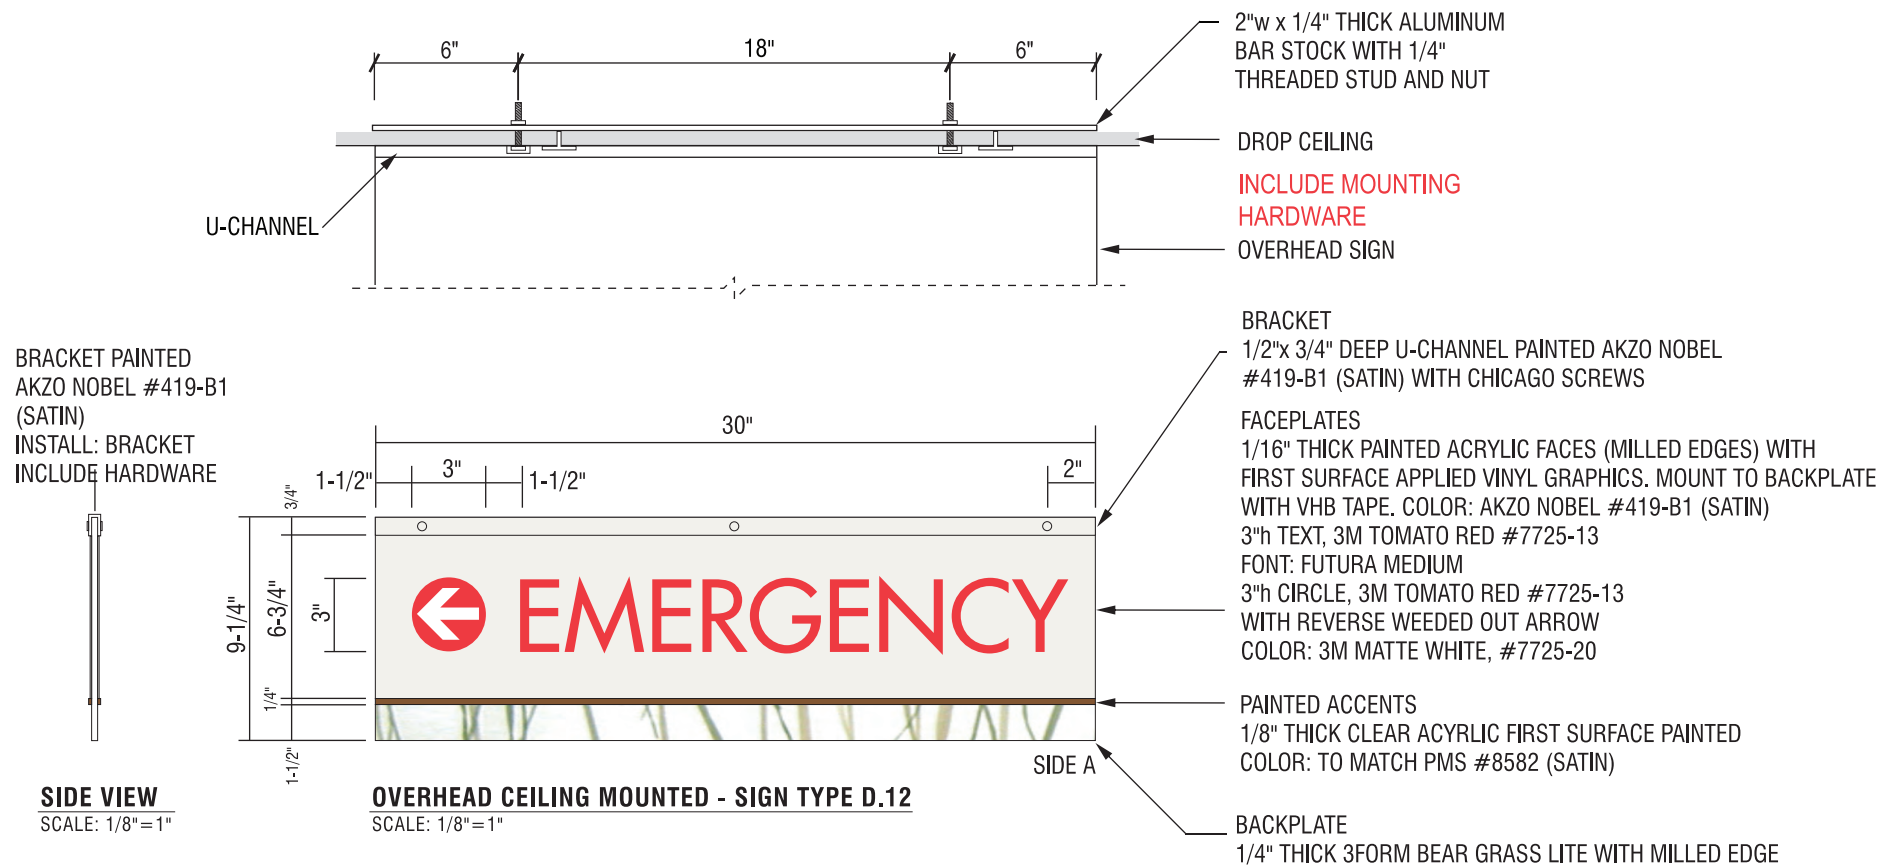 6"
18"
6"
2"w x 1/4" THICK ALUMINUM
BAR STOCK WITH 1/4"
THREADED STUD AND NUT
DROP CEILING
INCLUDE MOUNTING
HARDWARE
OVERHEAD SIGN
U-CHANNEL
BRACKET PAINTED
AKZO NOBEL #419-B1
(SATIN)
INSTALL: BRACKET
INCLUDE HARDWARE
SIDE VIEW
SCALE: 1/8"=1"
30"
1-1/2"
3"
1-1/2"
2"
3/4"
9-1/4"
6-3/4"
3"
1/4"
1-1/2"
EMERGENCY
SIDE A
OVERHEAD CEILING MOUNTED - SIGN TYPE D.12
SCALE: 1/8"=1"
BRACKET
1/2"x 3/4" DEEP U-CHANNEL PAINTED AKZO NOBEL
#419-B1 (SATIN) WITH CHICAGO SCREWS
FACEPLATES
1/16" THICK PAINTED ACRYLIC FACES (MILLED EDGES) WITH
FIRST SURFACE APPLIED VINYL GRAPHICS. MOUNT TO BACKPLATE
WITH VHB TAPE. COLOR: AKZO NOBEL #419-B1 (SATIN)
3"h TEXT, 3M TOMATO RED #7725-13
FONT: FUTURA MEDIUM
3"h CIRCLE, 3M TOMATO RED #7725-13
WITH REVERSE WEEDED OUT ARROW
COLOR: 3M MATTE WHITE, #7725-20
PAINTED ACCENTS
1/8" THICK CLEAR ACYRLIC FIRST SURFACE PAINTED
COLOR: TO MATCH PMS #8582 (SATIN)
BACKPLATE
1/4" THICK 3FORM BEAR GRASS LITE WITH MILLED EDGE